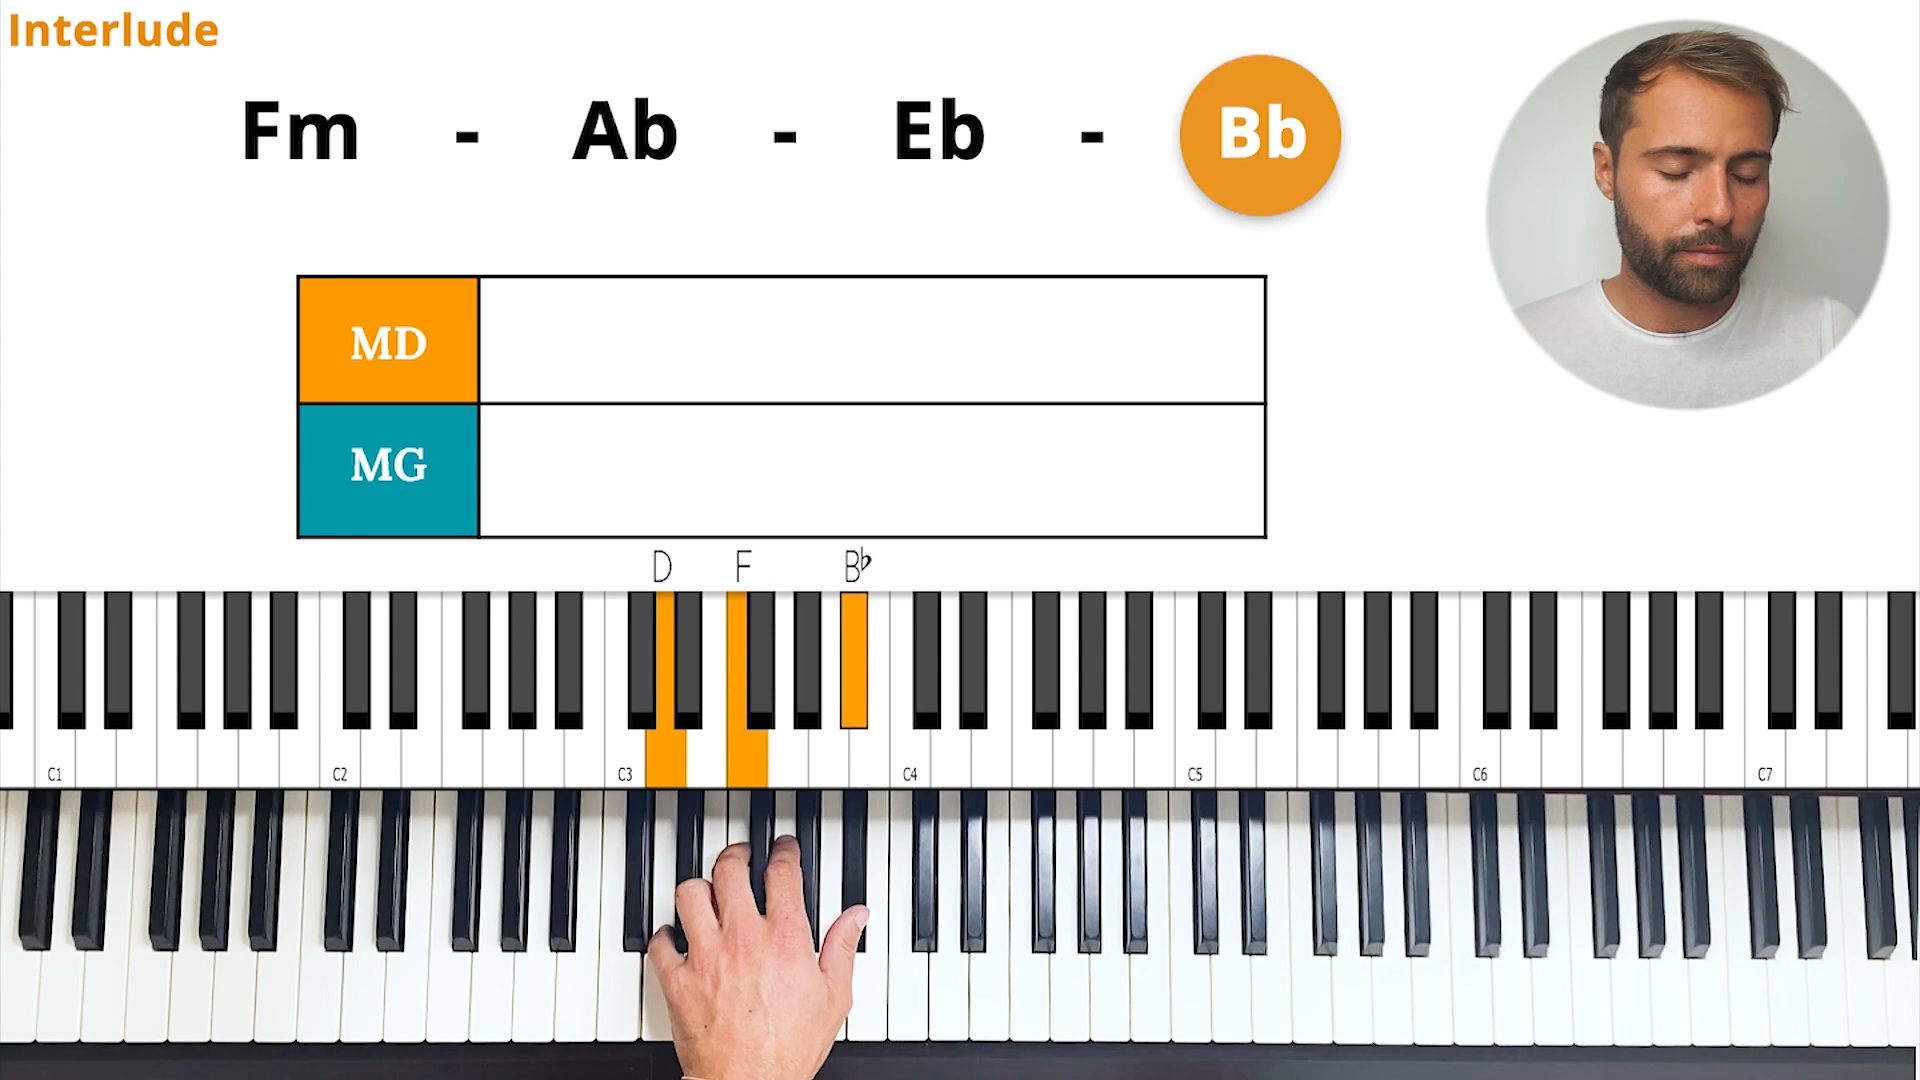 Interlude
Fm - Ab - Eb - Bb
MD
MG
D F B♭
C1 C2 C3 C4 C5 C6 C7